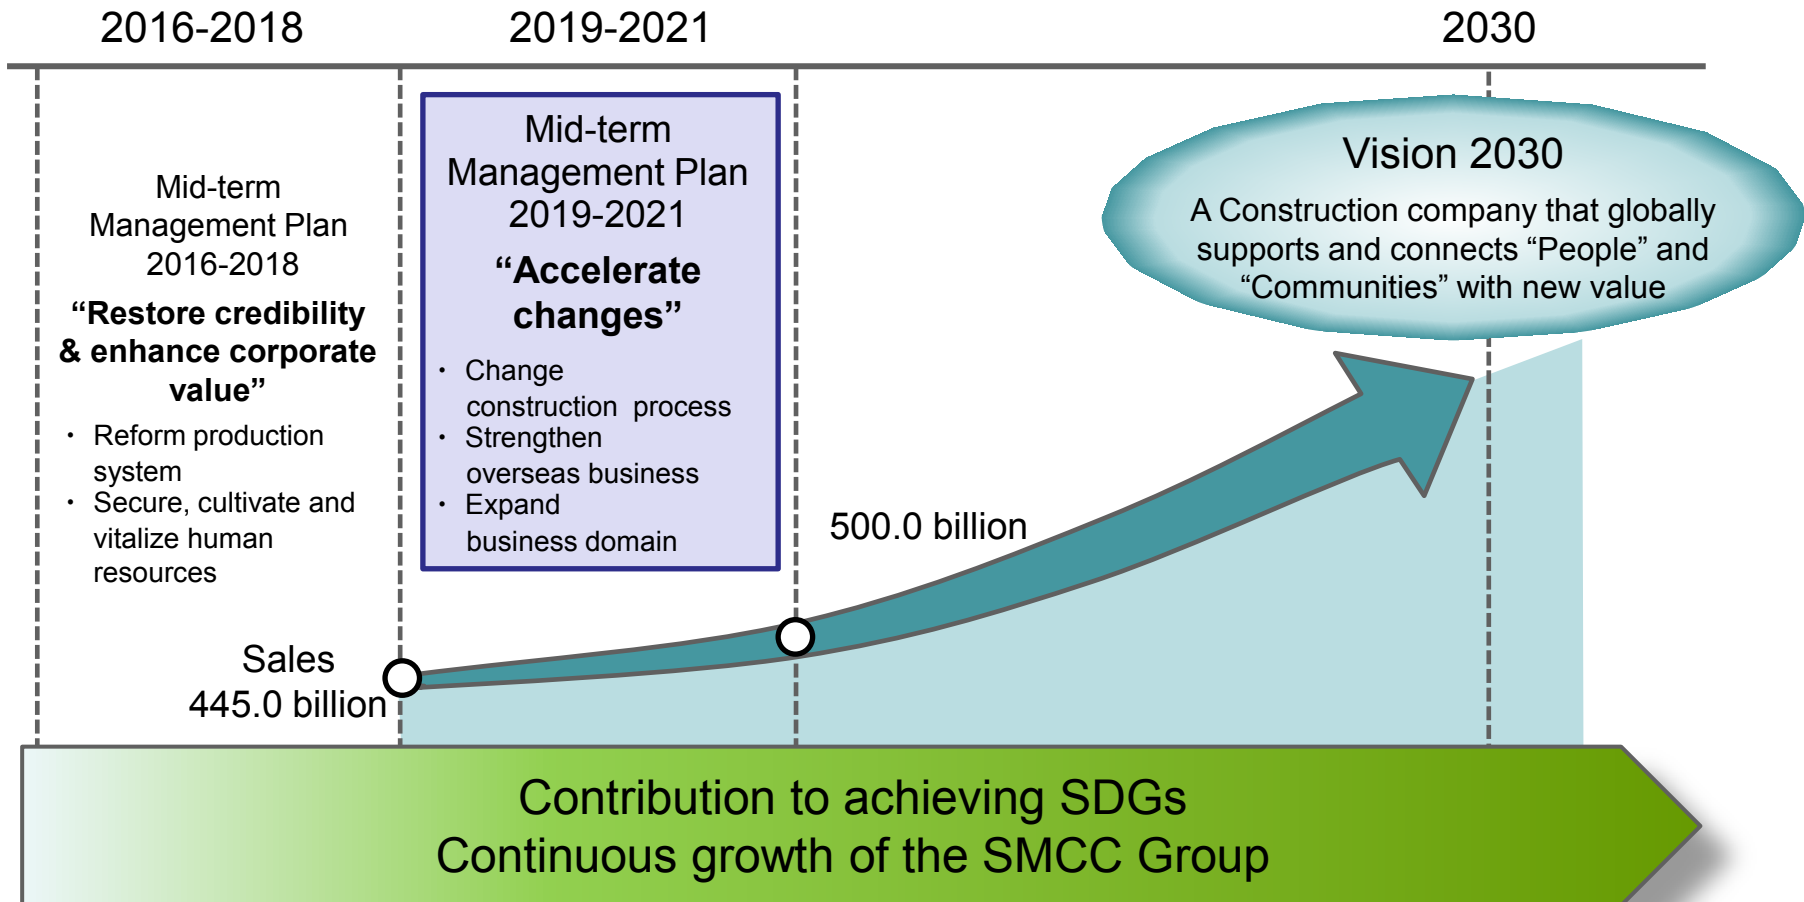 2016-2018
2019-2021
2030
Mid-term
Management Plan
2016-2018
“Restore credibility
& enhance corporate
value”
・ Reform production
system
・ Secure, cultivate and
vitalize human
resources
Mid-term
Management Plan
2019-2021
“Accelerate
changes”
・ Change
construction process
・ Strengthen
overseas business
・ Expand
business domain
Vision 2030
A Construction company that globally
supports and connects “People” and
“Communities” with new value
500.0 billion
Sales
445.0 billion
Contribution to achieving SDGs
Continuous growth of the SMCC Group